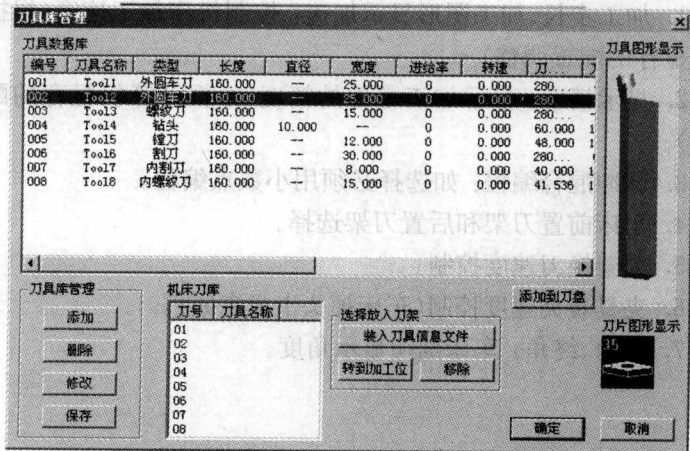 刀具库管理
刀具数据库
刀具图形显示
编号 刀具名称 类型 长度 直径 宽度 进给率 转速 刀...
001 Tool1 外圆车刀 160.000 -- 25.000 0 0.000 280...
002 Tool2 外圆车刀 160.000 -- 25.000 0 0.000 280
003 Tool3 螺纹刀 160.000 -- 15.000 0 0.000 280...
004 Tool4 钻头 160.000 10.000 -- 0 0.000 60.000 1
005 Tool5 镗刀 160.000 -- 12.000 0 0.000 48.000 1
006 Tool6 割刀 160.000 -- 30.000 0 0.000 280...
007 Tool7 内割刀 160.000 -- 8.000 0 0.000 40.000 1
008 Tool8 内螺纹刀 160.000 -- 15.000 0 0.000 41.536 1
添加到刀盘
刀具库管理
添加
删除
修改
保存
机床刀库
刀号 刀具名称
01
02
03
04
05
06
07
08
选择放入刀架
装入刀具信息文件
转到加工位 移除
刀片图形显示
35
确定 取消